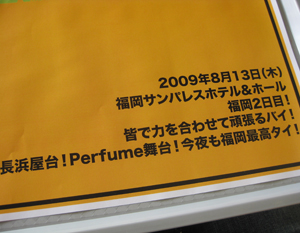 2009年8月13日(木)
福岡サンパレスホテル&ホール
福岡2日目!
皆で力を合わせて頑張るバイ!
長浜屋台!Perfume舞台!今夜も福岡最高タイ!